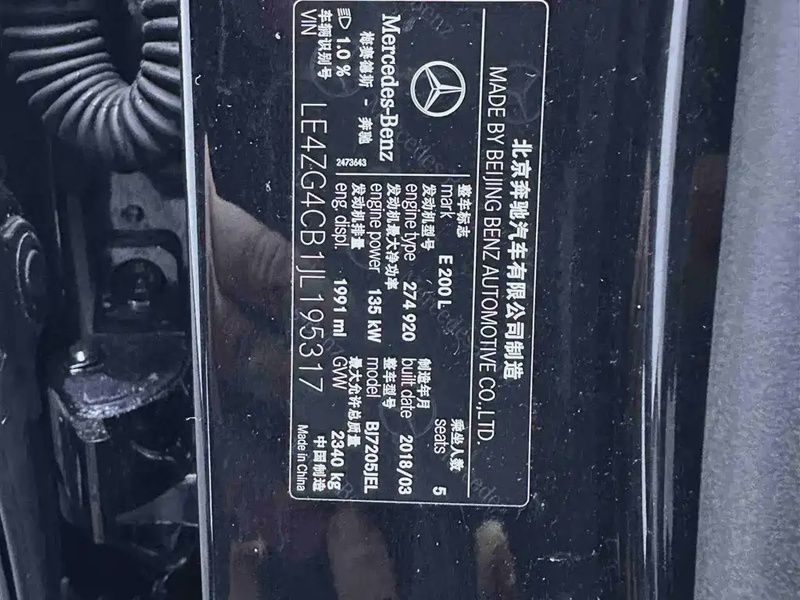 北京奔驰汽车有限公司制造
MADE BY BEIJING BENZ AUTOMOTIVE CO.,LTD.
Mercedes-Benz
梅赛德斯 - 奔驰
2473643
整车标志
mark E 200 L
乘坐人数
seats 5
发动机型号
engine type 274 920
制造年月
built date 2018/03
发动机最大净功率
engine power 135 kW
整车型号
model BJ7205JEL
发动机排量
eng. displ. 1991 ml
最大允许总质量
GVW 2340 kg
1.0 %
车辆识别号
VIN LE4ZG4CB1JL195317
中国制造
Made in China